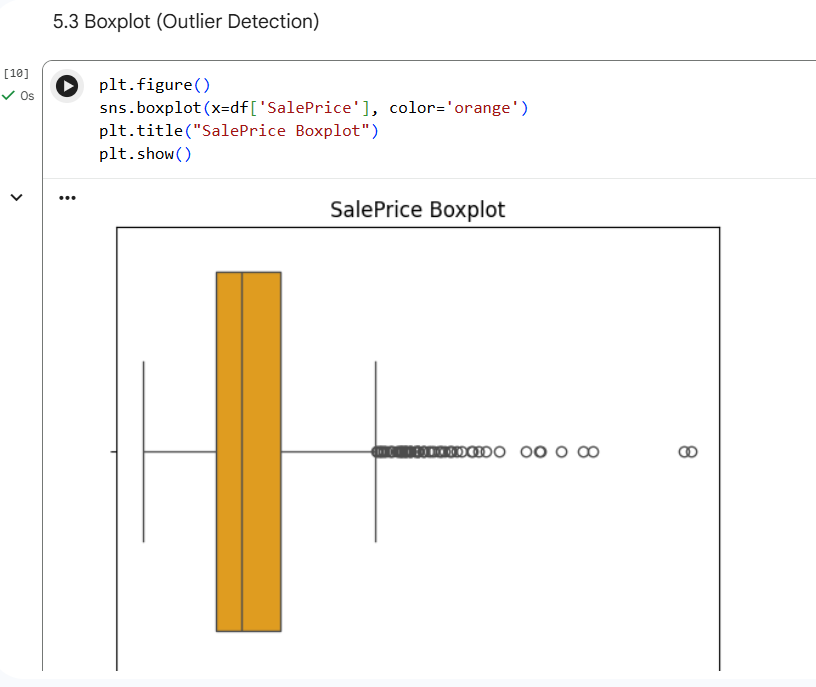 5.3 Boxplot (Outlier Detection)
[10]
0s
plt.figure()
sns.boxplot(x=df['SalePrice'], color='orange')
plt.title("SalePrice Boxplot")
plt.show()
SalePrice Boxplot